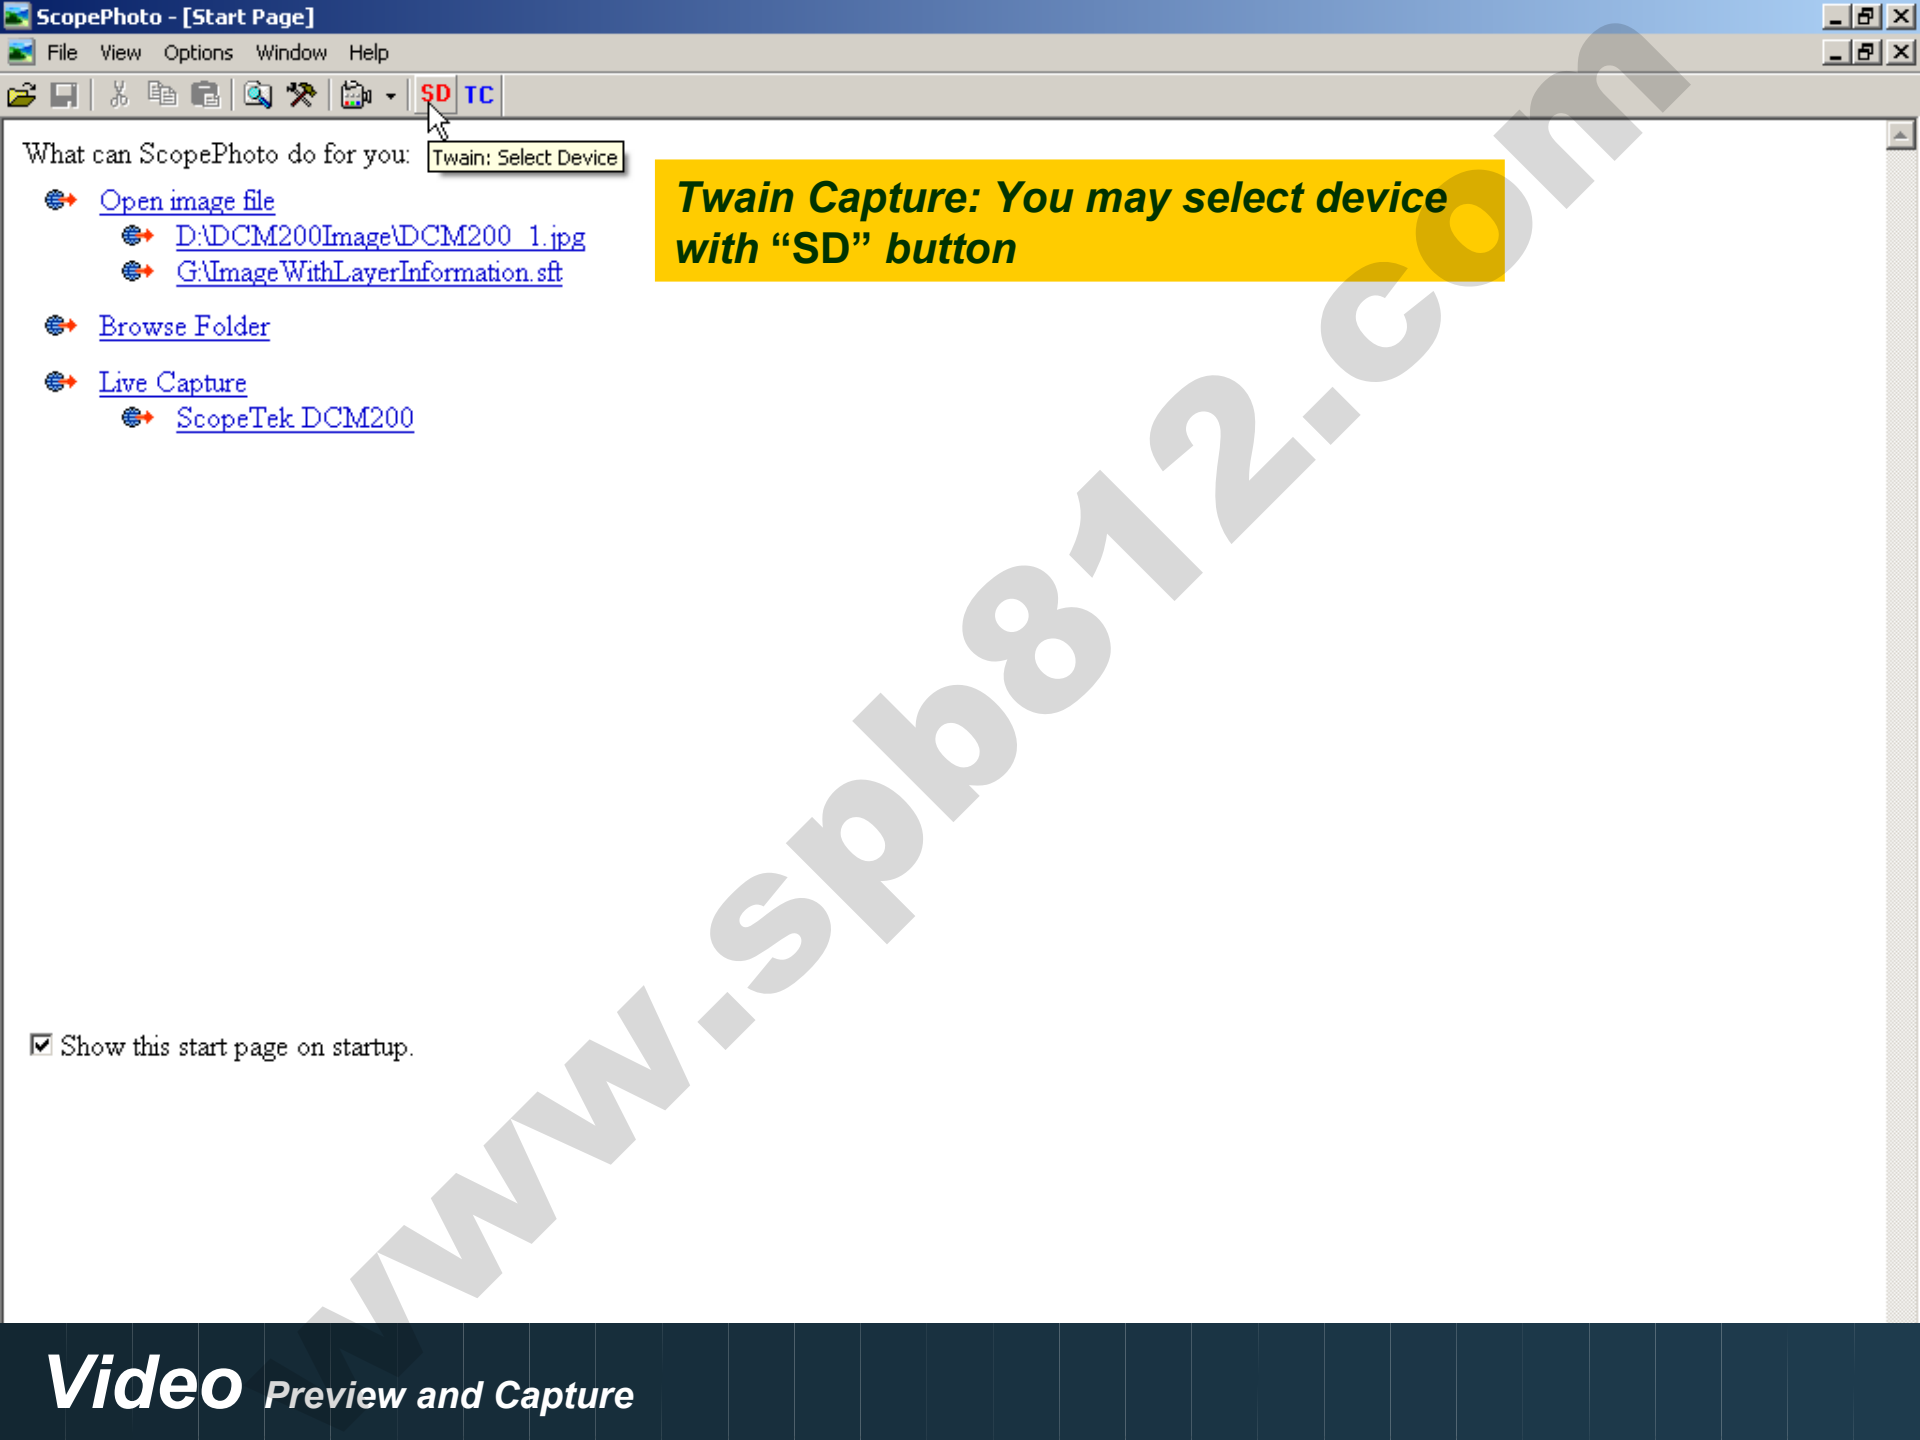 ScopePhoto - [Start Page]
File View Options Window Help
SD TC
Twain: Select Device
What can ScopePhoto do for you:
Twain Capture: You may select device
with “SD” button
Open image file
D:\DCM200Image\DCM200_1.jpg
G:\ImageWithLayerInformation.sft
Browse Folder
Live Capture
ScopeTek DCM200
Show this start page on startup.
www.spb812.com
Video Preview and Capture